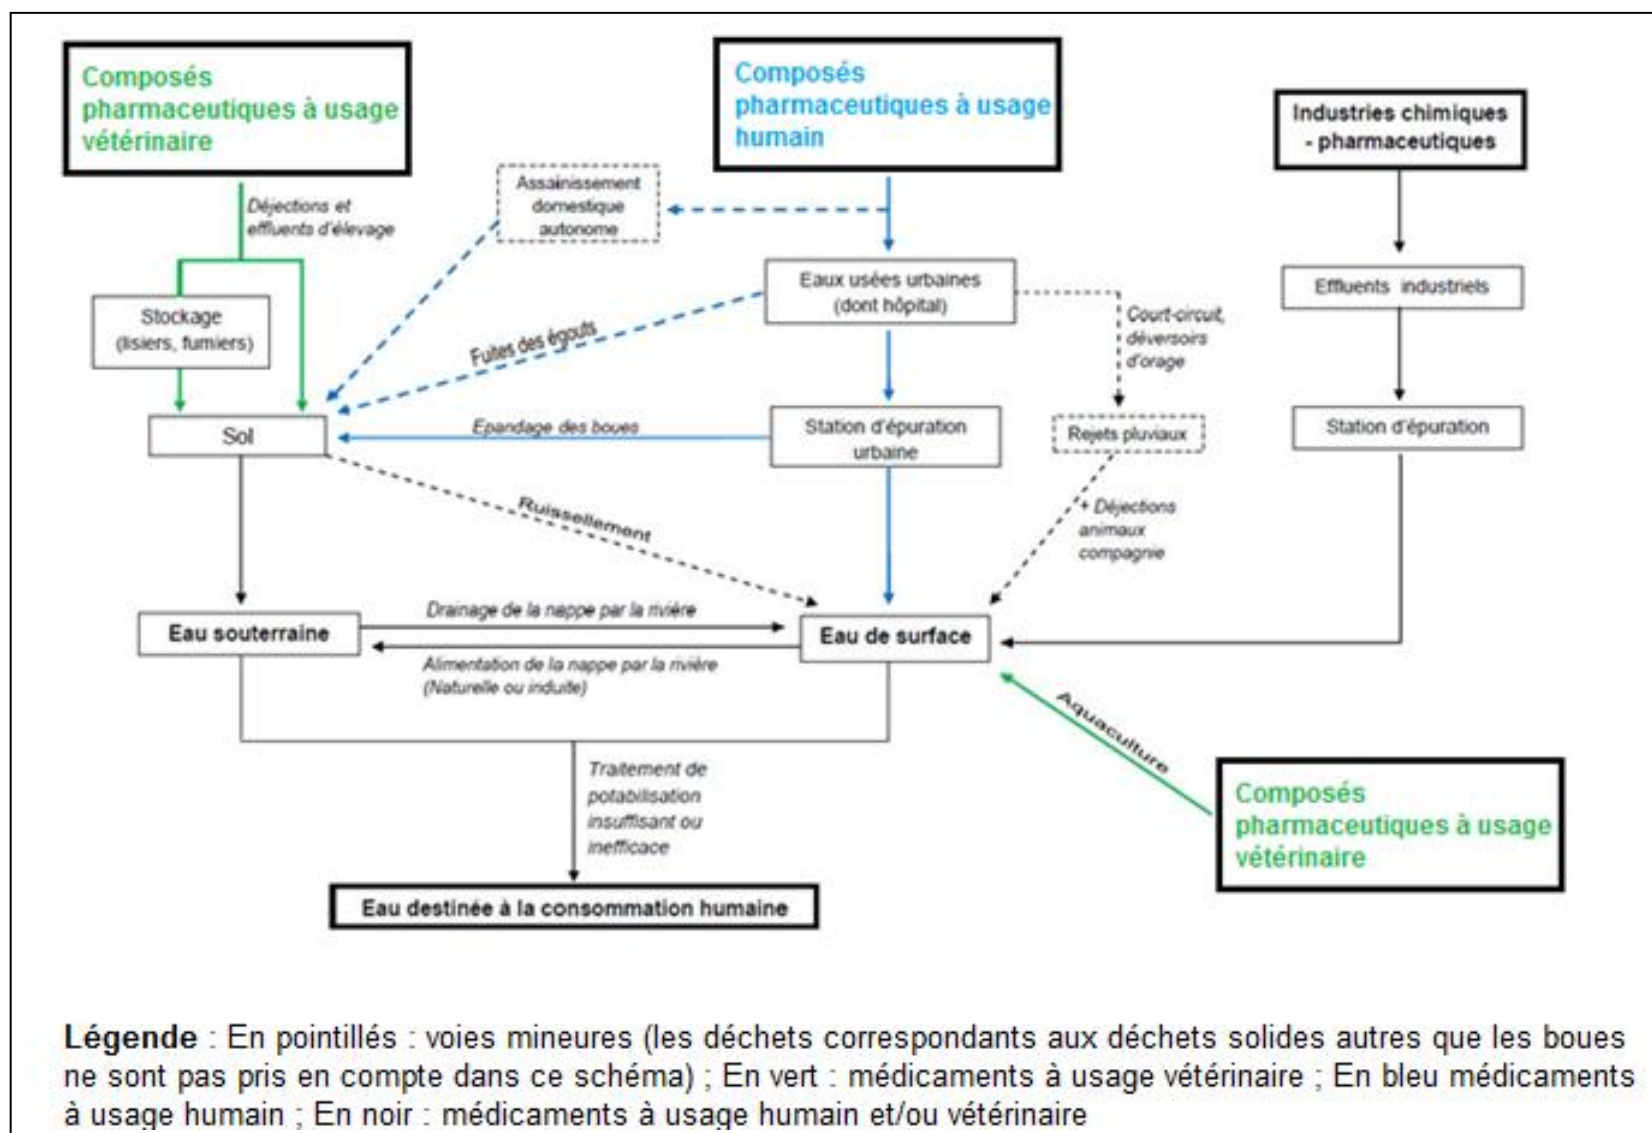 Composés
pharmaceutiques à usage
vétérinaire
Composés
pharmaceutiques à usage
humain
Industries chimiques
- pharmaceutiques
Déjections et
effluents d'élevage
Assainissement
domestique
autonome
Stockage
(lisiers, fumiers)
Eaux usées urbaines
(dont hôpital)
Effluents industriels
Court-circuit,
déversoirs
d'orage
Fuites des égouts
Sol
Epandage des boues
Station d'épuration
urbaine
Rejets pluviaux
Station d'épuration
Ruissellement
+ Déjections
animaux
compagnie
Eau souterraine
Drainage de la nappe par la rivière
Alimentation de la nappe par la rivière
(Naturelle ou induite)
Eau de surface
Aquaculture
Composés
pharmaceutiques à usage
vétérinaire
Traitement de
potabilisation
insuffisant ou
inefficace
Eau destinée à la consommation humaine
Légende : En pointillés : voies mineures (les déchets correspondants aux déchets solides autres que les boues
ne sont pas pris en compte dans ce schéma) ; En vert : médicaments à usage vétérinaire ; En bleu médicaments
à usage humain ; En noir : médicaments à usage humain et/ou vétérinaire